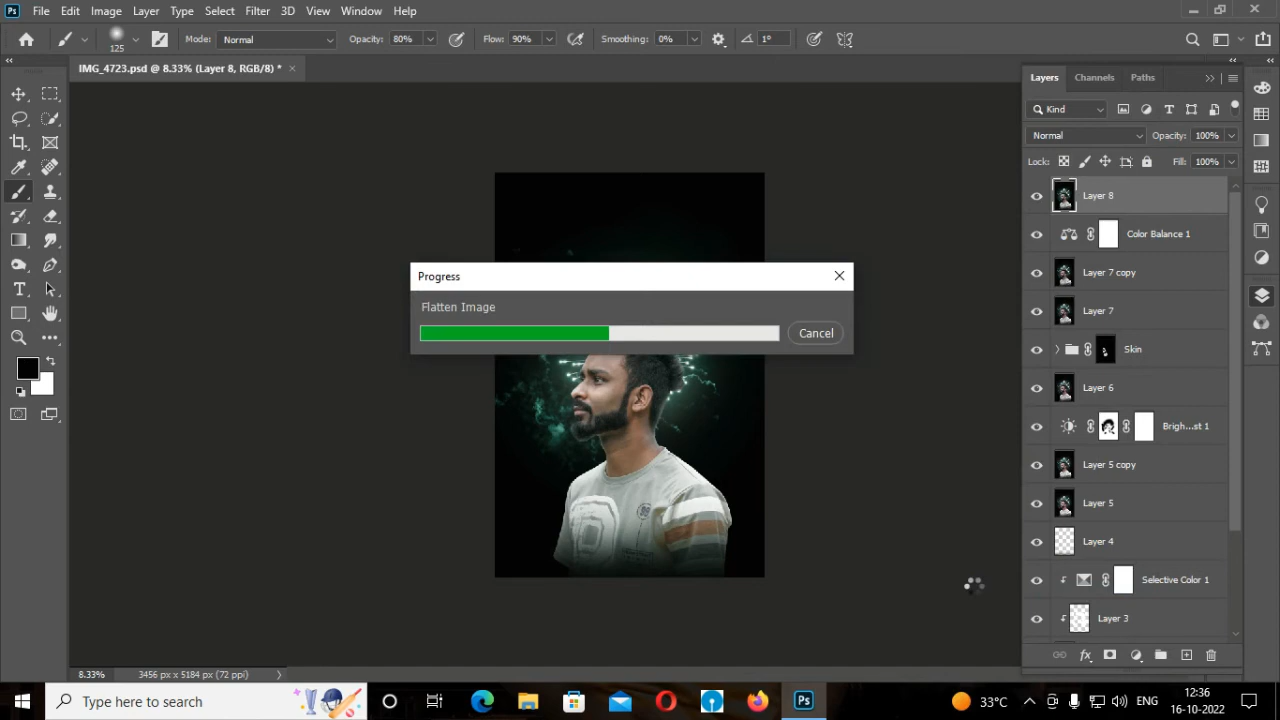 Ps File Edit Image Layer Type Select Filter 3D View Window Help
125 Mode: Normal Opacity: 80% Flow: 90% Smoothing: 0% 1°
IMG_4723.psd @ 8.33% (Layer 8, RGB/8) * ×
Layers Channels Paths
Kind
Normal Opacity: 100%
Lock: Fill: 100%
Layer 8
Color Balance 1
Layer 7 copy
Layer 7
Skin
Layer 6
Brigh...st 1
Layer 5 copy
Layer 5
Layer 4
Selective Color 1
Layer 3
Progress
Flatten Image
Cancel
8.33% 3456 px x 5184 px (72 ppi)
Type here to search
Ps
33°C
ENG
12:36
16-10-2022